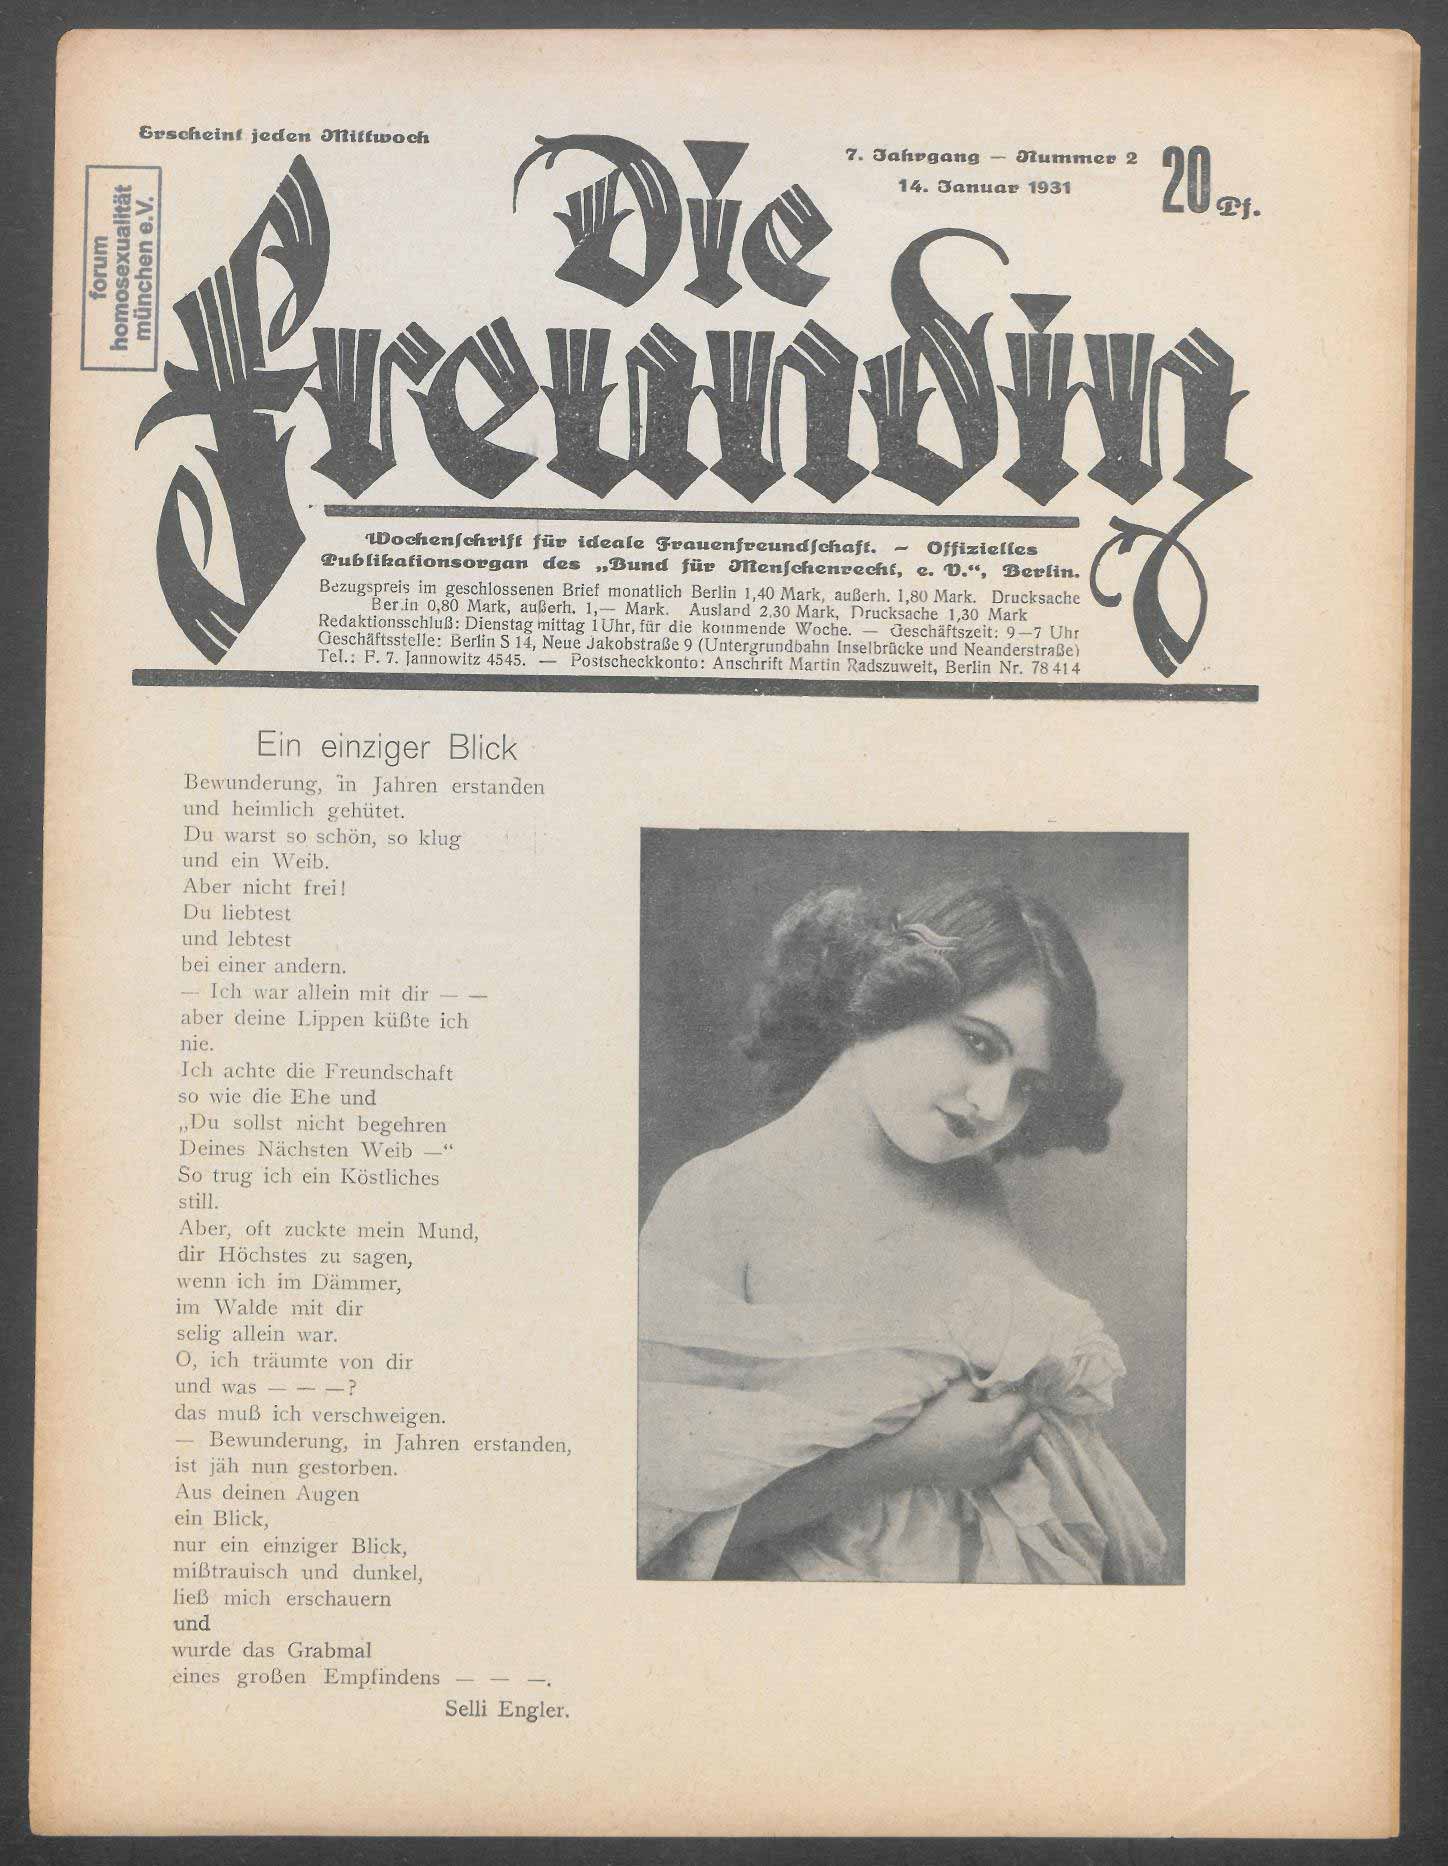 Erscheint jeden Mittwoch
7. Jahrgang — Nummer 2
14. Januar 1931
20 Pf.
forum
homosexualität
münchen e.V.
Die
Freundin
Wochenschrift für ideale Frauenfreundschaft. — Offizielles
Publikationsorgan des „Bund für Menschenrecht, e. V.“, Berlin.
Bezugspreis im geschlossenen Brief monatlich Berlin 1,40 Mark, außerh. 1,80 Mark. Drucksache
Ber.in 0,80 Mark, außerh. 1,— Mark. Ausland 2,30 Mark, Drucksache 1,30 Mark
Redaktionsschluß: Dienstag mittag 1 Uhr, für die kommende Woche. — Geschäftszeit: 9—7 Uhr
Geschäftsstelle: Berlin S 14, Neue Jakobstraße 9 (Untergrundbahn Inselbrücke und Neanderstraße)
Tel.: F. 7. Jannowitz 4545. — Postscheckkonto: Anschrift Martin Radszuweit, Berlin Nr. 78 414
Ein einziger Blick
Bewunderung, in Jahren erstanden
und heimlich gehütet.
Du warst so schön, so klug
und ein Weib.
Aber nicht frei!
Du liebtest
und lebtest
bei einer andern.
— Ich war allein mit dir — —
aber deine Lippen küßte ich
nie.
Ich achte die Freundschaft
so wie die Ehe und
„Du sollst nicht begehren
Deines Nächsten Weib —“
So trug ich ein Köstliches
still.
Aber, oft zuckte mein Mund,
dir Höchstes zu sagen,
wenn ich im Dämmer,
im Walde mit dir
selig allein war.
O, ich träumte von dir
und was — — —?
das muß ich verschweigen.
— Bewunderung, in Jahren erstanden,
ist jäh nun gestorben.
Aus deinen Augen
ein Blick,
nur ein einziger Blick,
mißtrauisch und dunkel,
ließ mich erschauern
und
wurde das Grabmal
eines großen Empfindens — — —.
Selli Engler.